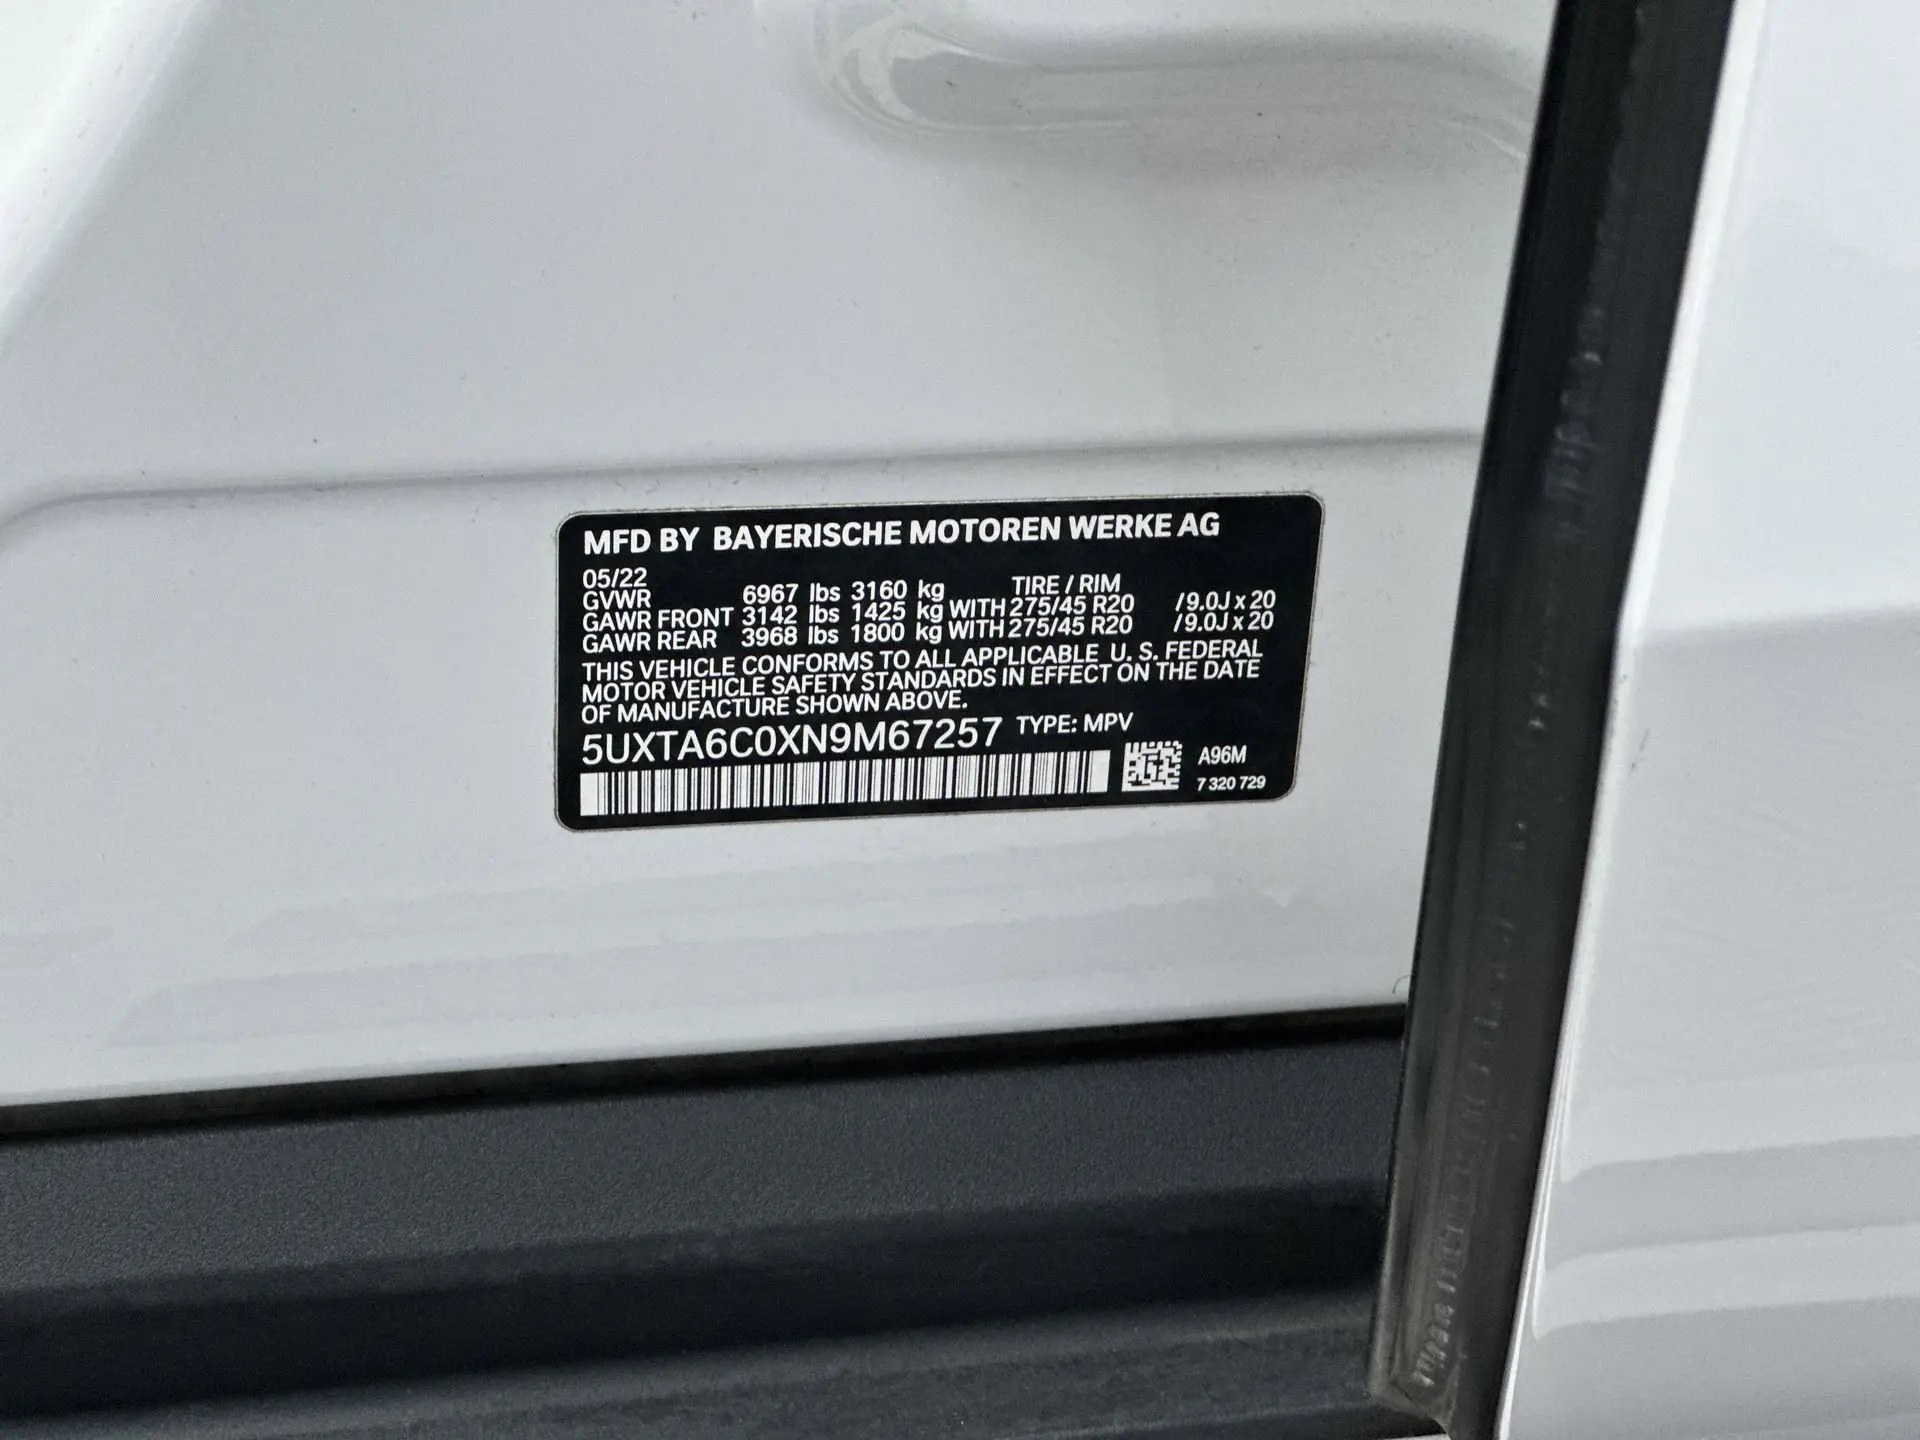 MFD BY BAYERISCHE MOTOREN WERKE AG
05/22 TIRE / RIM
GVWR 6967 lbs 3160 kg
GAWR FRONT 3142 lbs 1425 kg WITH 275/45 R20 /9.0J x 20
GAWR REAR 3968 lbs 1800 kg WITH 275/45 R20 /9.0J x 20
THIS VEHICLE CONFORMS TO ALL APPLICABLE U. S. FEDERAL
MOTOR VEHICLE SAFETY STANDARDS IN EFFECT ON THE DATE
OF MANUFACTURE SHOWN ABOVE.
5UXTA6C0XN9M67257 TYPE: MPV
A96M
7 320 729